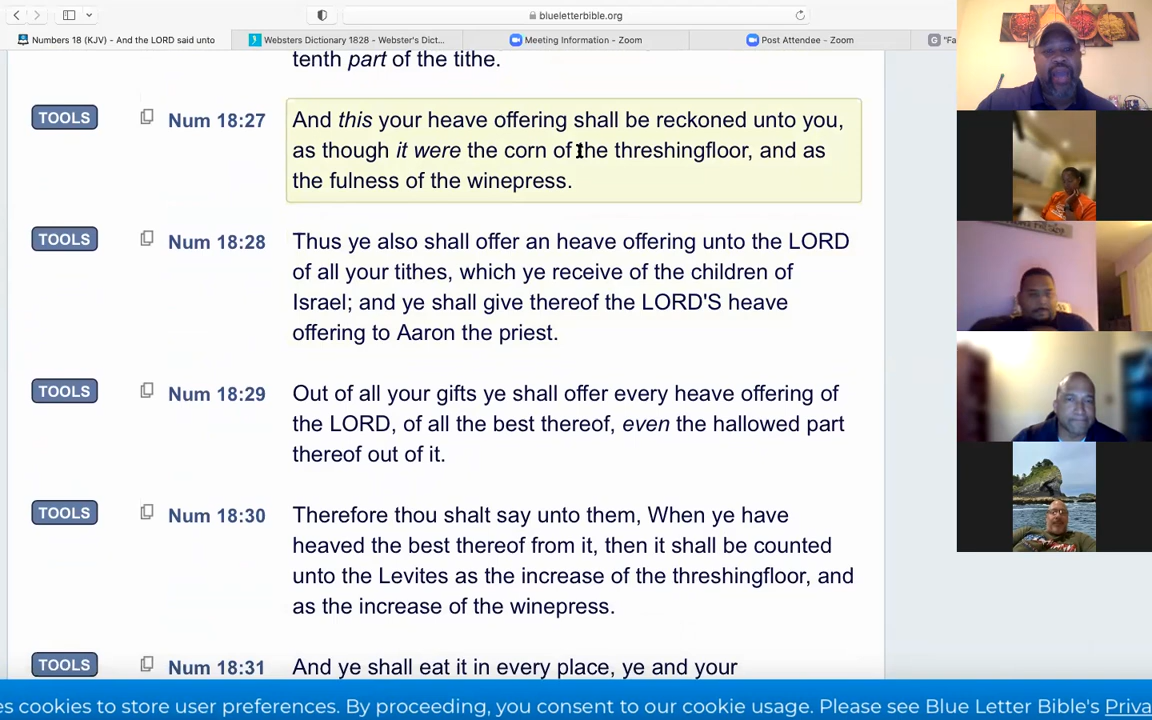 blueletterbible.org
Numbers 18 (KJV) - And the LORD said unto
Websters Dictionary 1828 - Webster's Dict...
Meeting Information - Zoom
Post Attendee - Zoom
G "Fa
tenth part of the tithe.
TOOLS Num 18:27 And this your heave offering shall be reckoned unto you,
as though it were the corn of the threshingfloor, and as
the fulness of the winepress.
TOOLS Num 18:28 Thus ye also shall offer an heave offering unto the LORD
of all your tithes, which ye receive of the children of
Israel; and ye shall give thereof the LORD'S heave
offering to Aaron the priest.
TOOLS Num 18:29 Out of all your gifts ye shall offer every heave offering of
the LORD, of all the best thereof, even the hallowed part
thereof out of it.
TOOLS Num 18:30 Therefore thou shalt say unto them, When ye have
heaved the best thereof from it, then it shall be counted
unto the Levites as the increase of the threshingfloor, and
as the increase of the winepress.
TOOLS Num 18:31 And ye shall eat it in every place, ye and your
es cookies to store user preferences. By proceeding, you consent to our cookie usage. Please see Blue Letter Bible's Priva